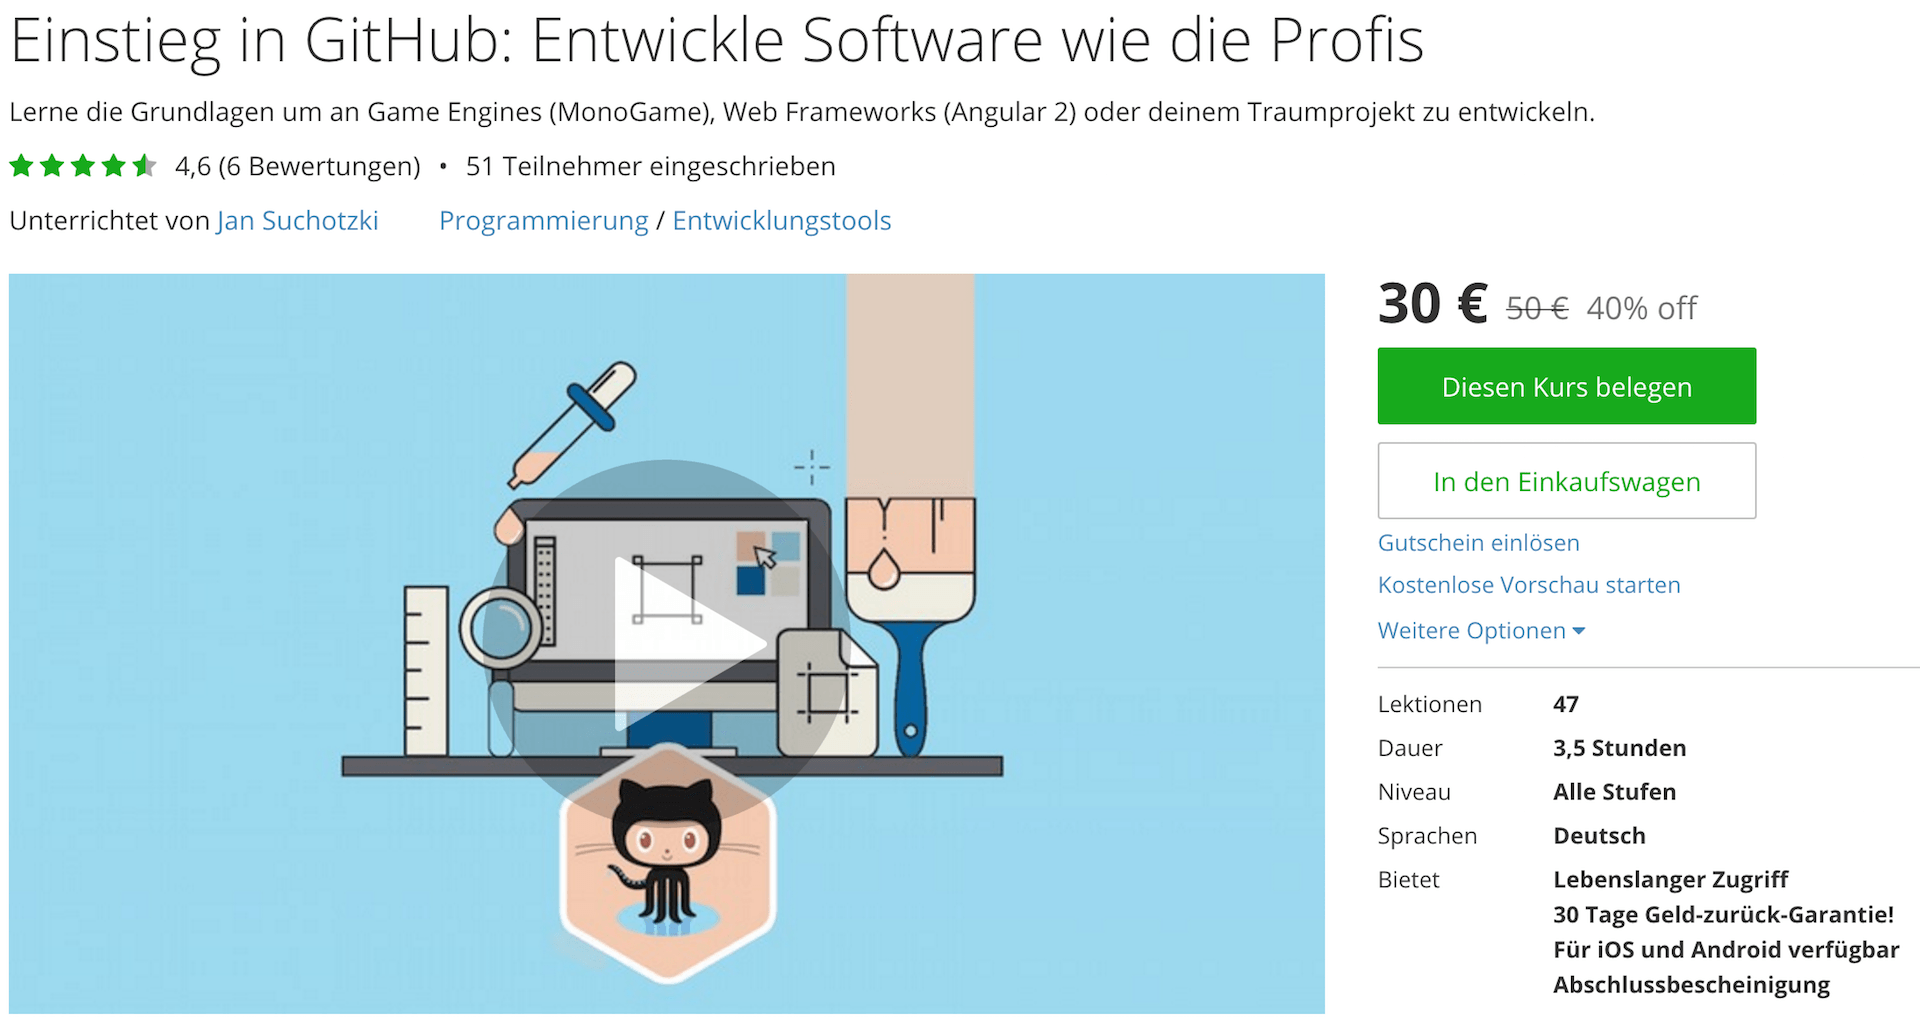 Einstieg in GitHub: Entwickle Software wie die Profis
Lerne die Grundlagen um an Game Engines (MonoGame), Web Frameworks (Angular 2) oder deinem Traumprojekt zu entwickeln.
4,6 (6 Bewertungen) • 51 Teilnehmer eingeschrieben
Unterrichtet von Jan Suchotzki Programmierung / Entwicklungstools
30 € 50 € 40% off
Diesen Kurs belegen
In den Einkaufswagen
Gutschein einlösen
Kostenlose Vorschau starten
Weitere Optionen
Lektionen 47
Dauer 3,5 Stunden
Niveau Alle Stufen
Sprachen Deutsch
Bietet Lebenslanger Zugriff
30 Tage Geld-zurück-Garantie!
Für iOS und Android verfügbar
Abschlussbescheinigung